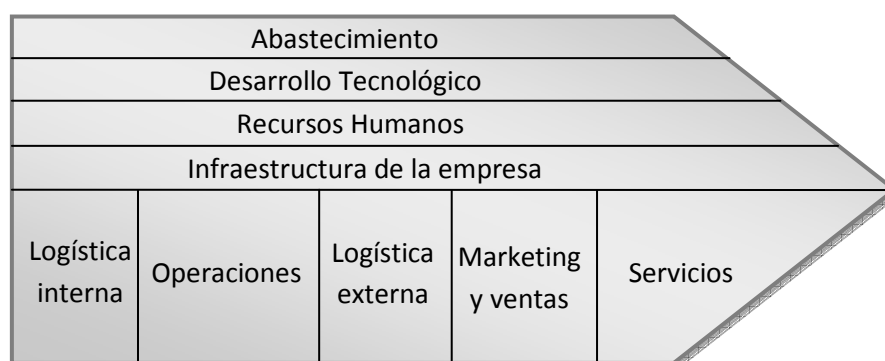 Abastecimiento
Desarrollo Tecnológico
Recursos Humanos
Infraestructura de la empresa
Logística
interna
Operaciones
Logística
externa
Marketing
y ventas
Servicios